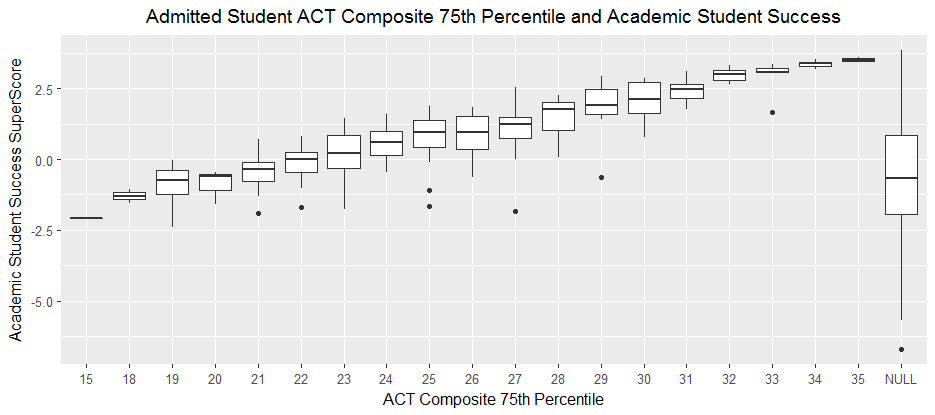 Admitted Student ACT Composite 75th Percentile and Academic Student Success
Academic Student Success SuperScore
2.5
0.0
-2.5
-5.0
15 18 19 20 21 22 23 24 25 26 27 28 29 30 31 32 33 34 35 NULL
ACT Composite 75th Percentile